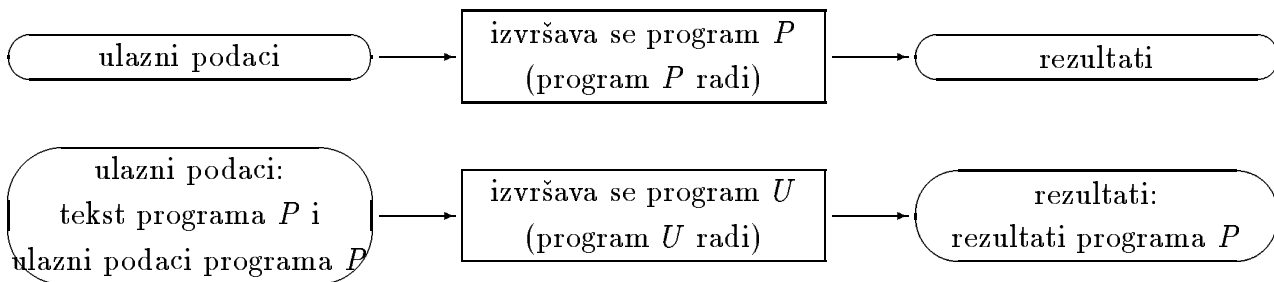 ulazni podaci
izvršava se program P
(program P radi)
rezultati
ulazni podaci:
tekst programa P i
ulazni podaci programa P
izvršava se program U
(program U radi)
rezultati:
rezultati programa P